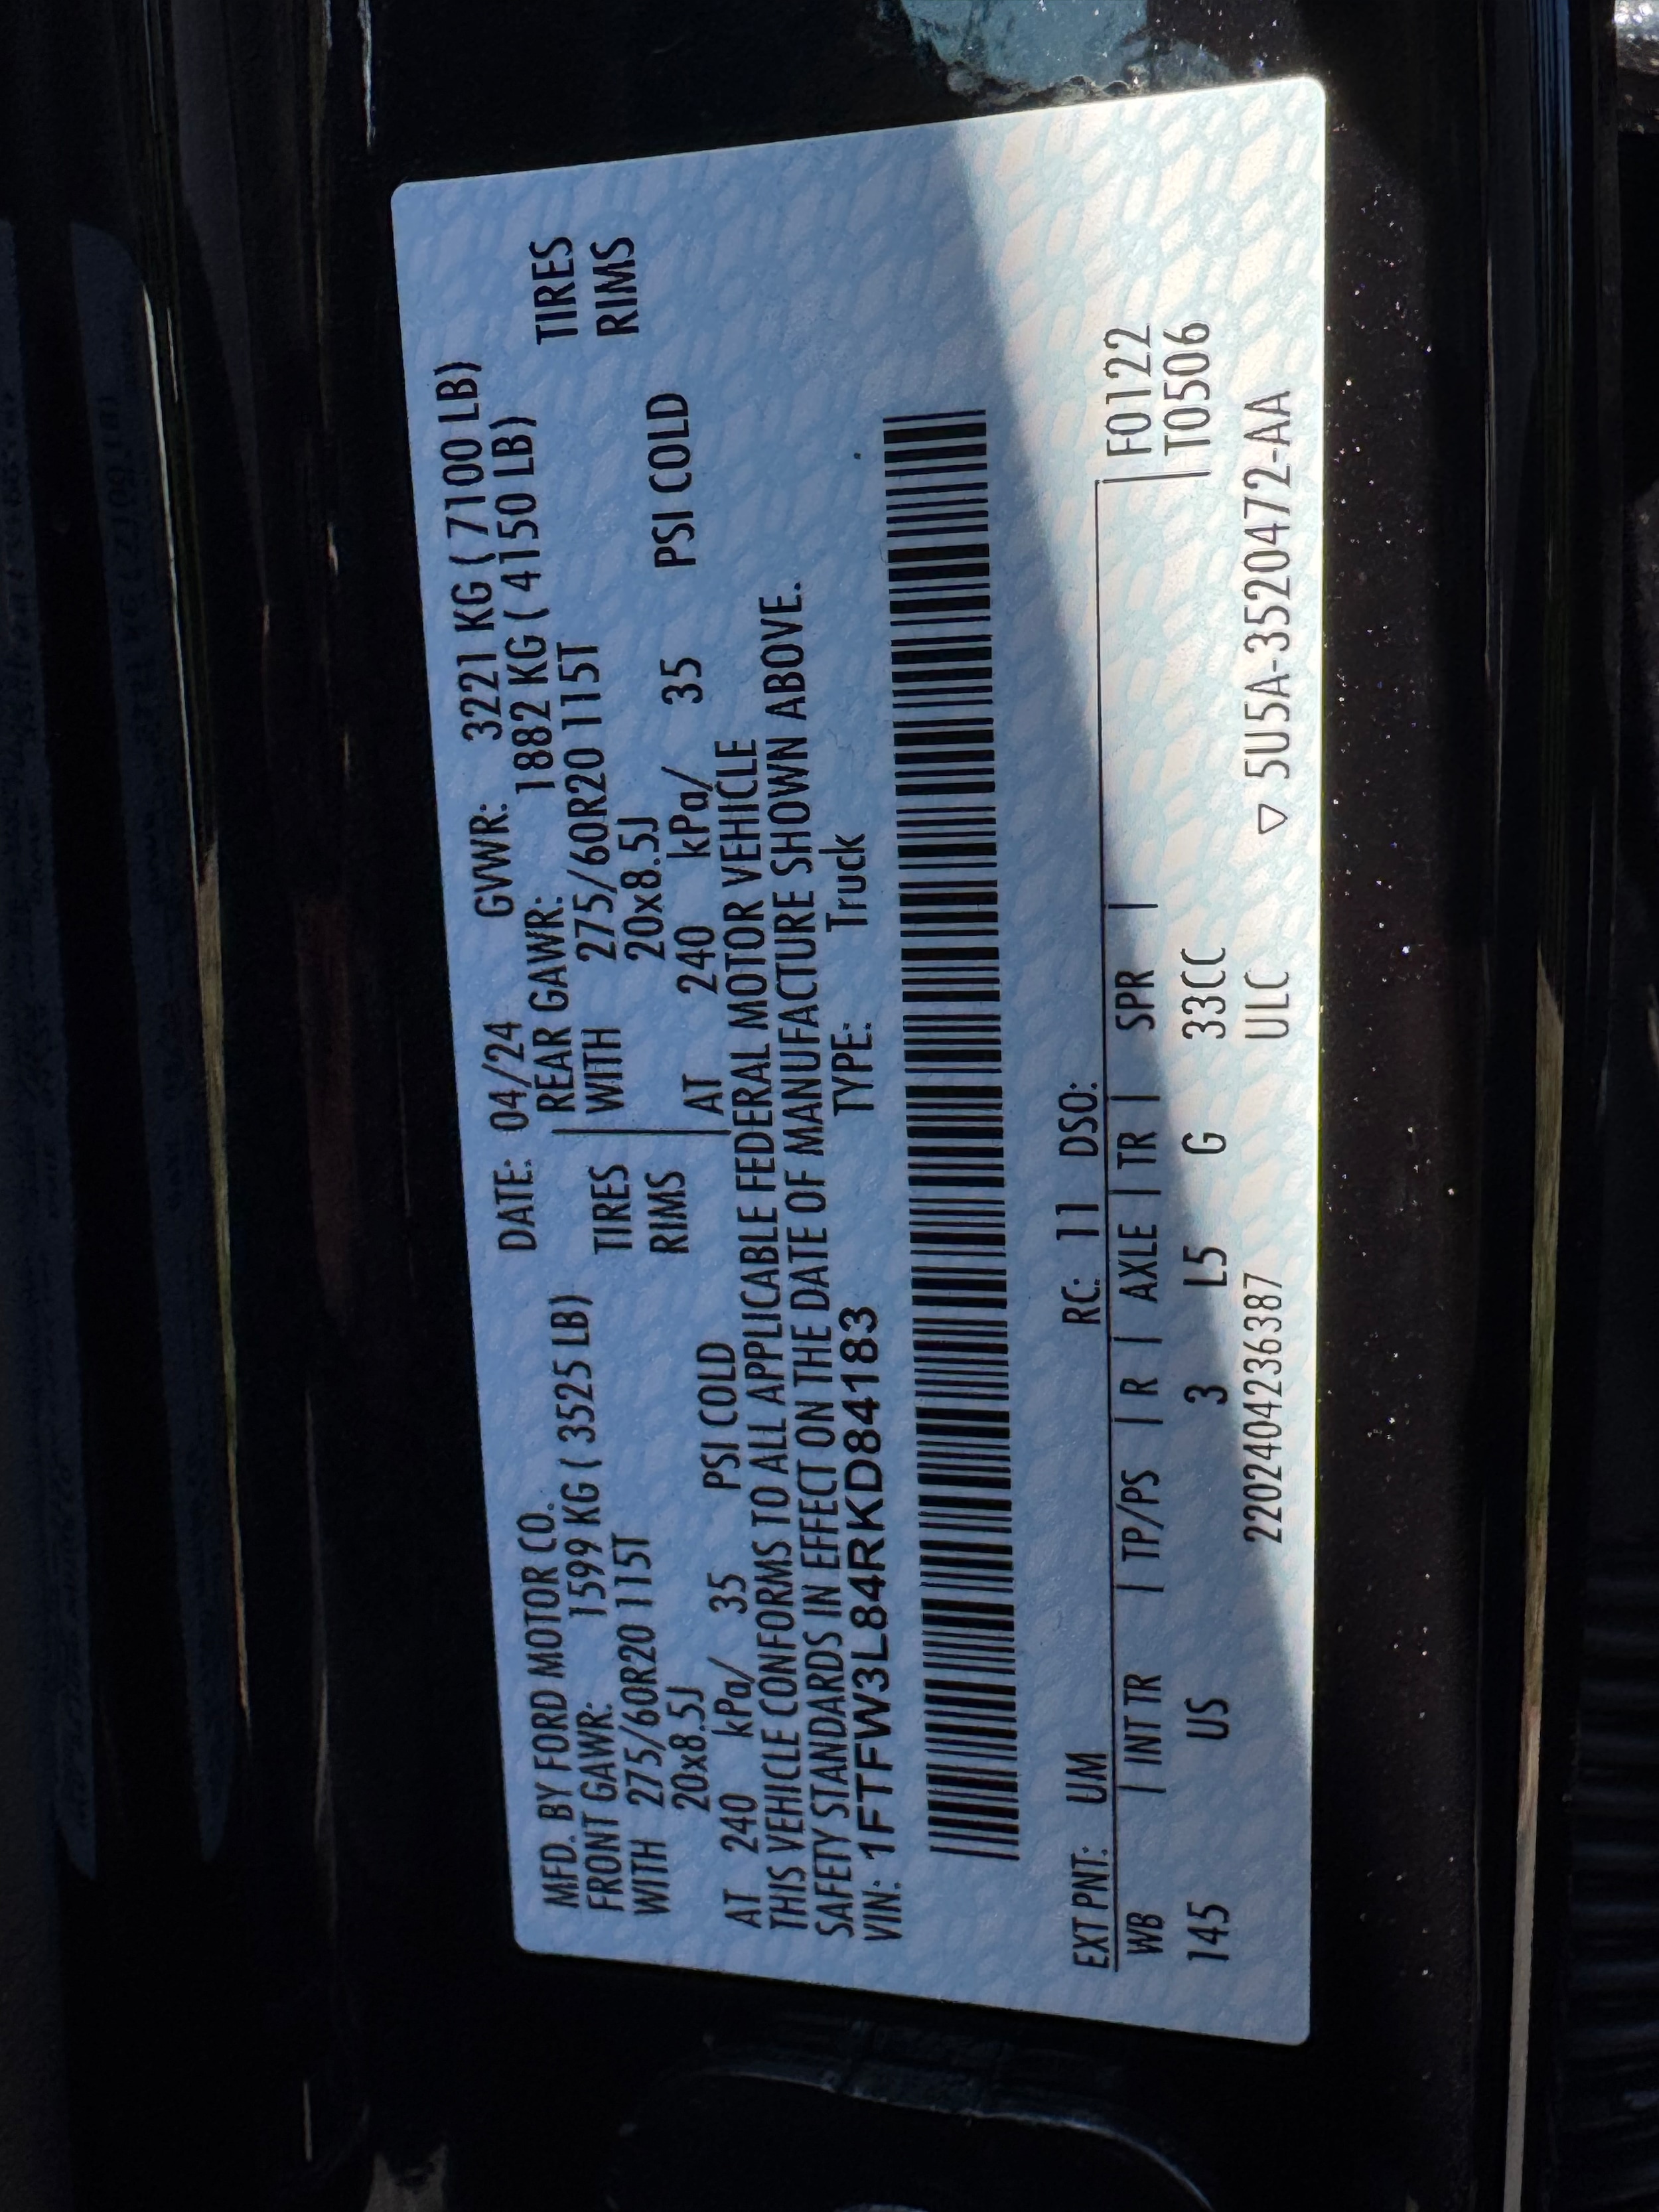 MFD. BY FORD MOTOR CO. DATE: 04/24 GVWR: 3221 KG ( 7100 LB)
FRONT GAWR: 1599 KG ( 3525 LB) REAR GAWR: 1882 KG ( 4150 LB)
WITH 275/60R20 115T TIRES WITH 275/60R20 115T TIRES
20x8.5J RIMS 20x8.5J RIMS
AT 240 kPa/ 35 PSI COLD AT 240 kPa/ 35 PSI COLD
THIS VEHICLE CONFORMS TO ALL APPLICABLE FEDERAL MOTOR VEHICLE
SAFETY STANDARDS IN EFFECT ON THE DATE OF MANUFACTURE SHOWN ABOVE.
VIN: 1FTFW3L84RKD84183 TYPE: Truck
EXT PNT: UM RC: 11 DSO:
WB | INT TR | TP/PS | R | AXLE | TR | SPR | F0122
145 US 3 L5 G 33CC T0506
2202404236387 ULC ▽ 5U5A-3520472-AA